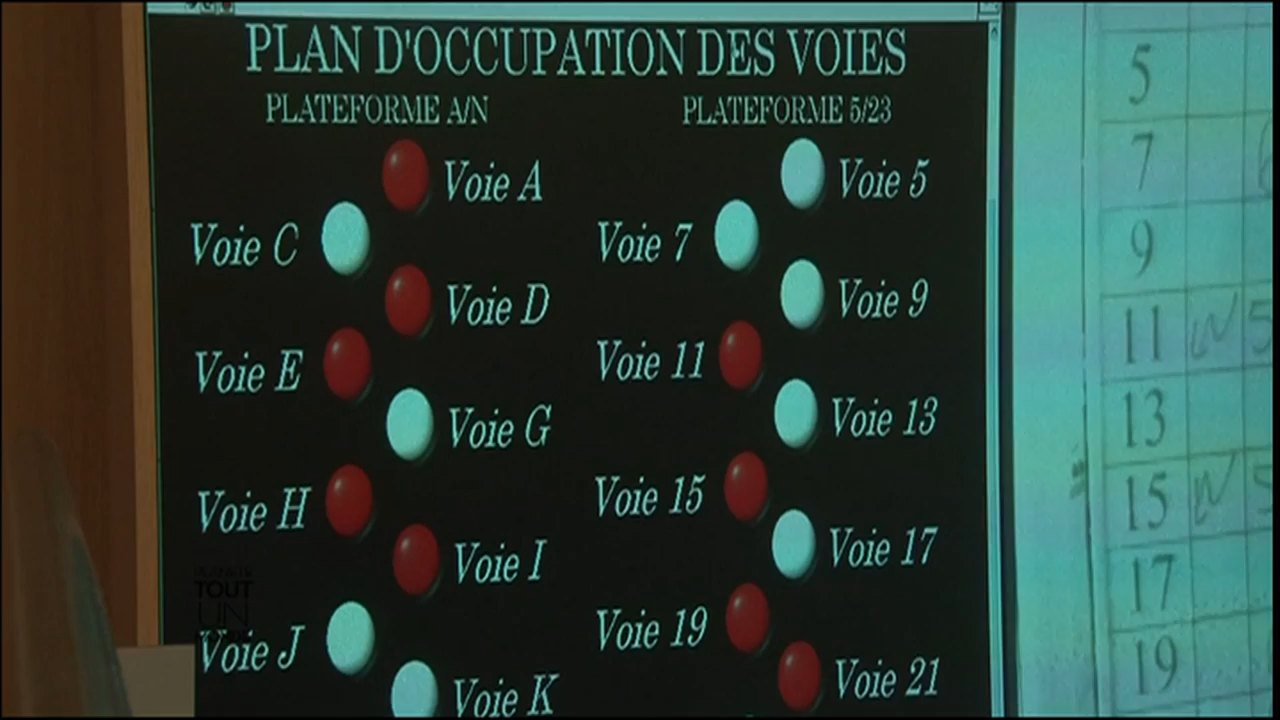 PLAN D'OCCUPATION DES VOIES
PLATEFORME A/N
Voie A
Voie C
Voie D
Voie E
Voie G
Voie H
Voie I
Voie J
Voie K
PLATEFORME 5/23
Voie 5
Voie 7
Voie 9
Voie 11
Voie 13
Voie 15
Voie 17
Voie 19
Voie 21
5
7
9
11
13
15
17
19
TOUT
UN